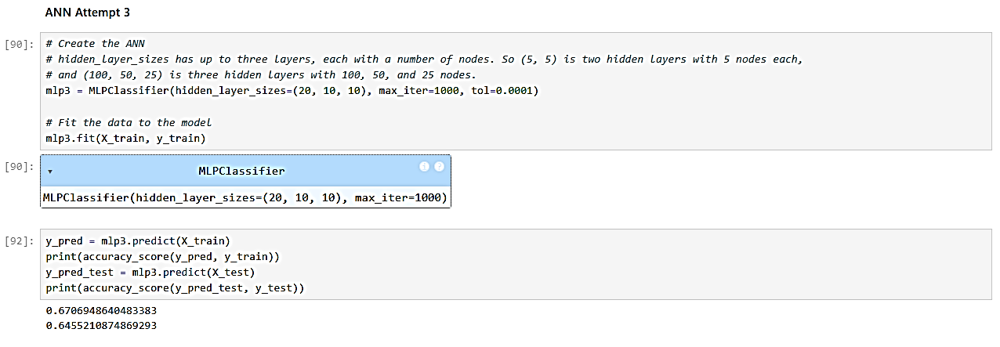 ANN Attempt 3
[90]:
# Create the ANN
# hidden_layer_sizes has up to three layers, each with a number of nodes. So (5, 5) is two hidden layers with 5 nodes each,
# and (100, 50, 25) is three hidden layers with 100, 50, and 25 nodes.
mlp3 = MLPClassifier(hidden_layer_sizes=(20, 10, 10), max_iter=1000, tol=0.0001)
# Fit the data to the model
mlp3.fit(X_train, y_train)
[90]:
▾ MLPClassifier i ?
MLPClassifier(hidden_layer_sizes=(20, 10, 10), max_iter=1000)
[92]:
y_pred = mlp3.predict(X_train)
print(accuracy_score(y_pred, y_train))
y_pred_test = mlp3.predict(X_test)
print(accuracy_score(y_pred_test, y_test))
0.6706948640483383
0.6455210874869293